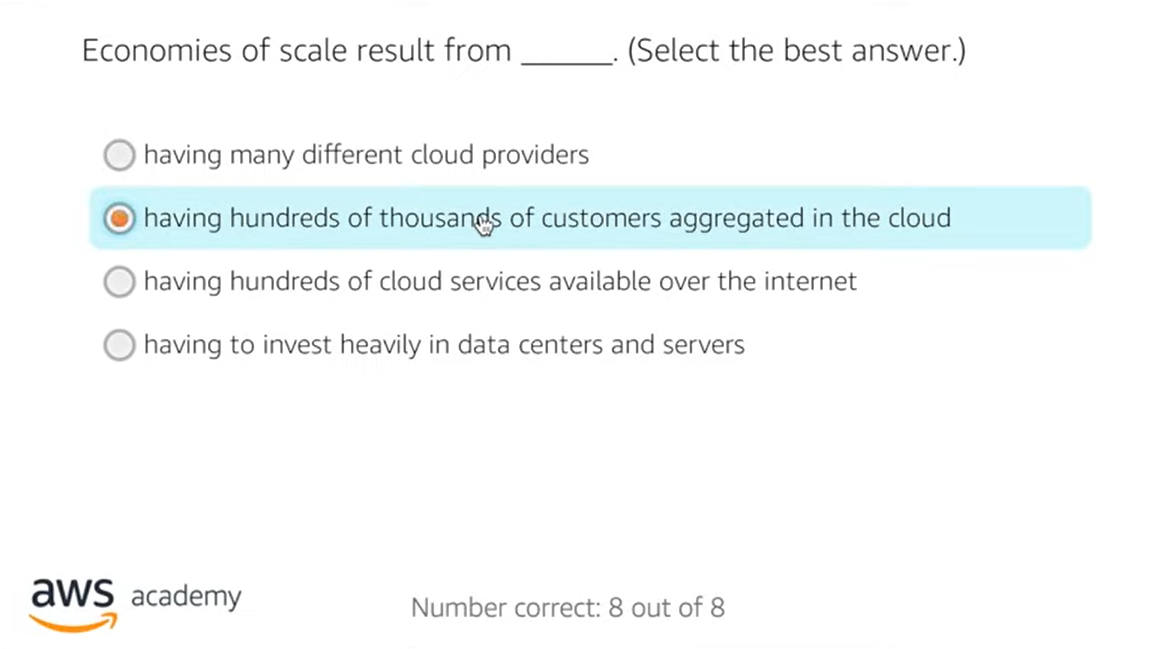 Economies of scale result from ______. (Select the best answer.)
having many different cloud providers
having hundreds of thousands of customers aggregated in the cloud
having hundreds of cloud services available over the internet
having to invest heavily in data centers and servers
aws academy
Number correct: 8 out of 8